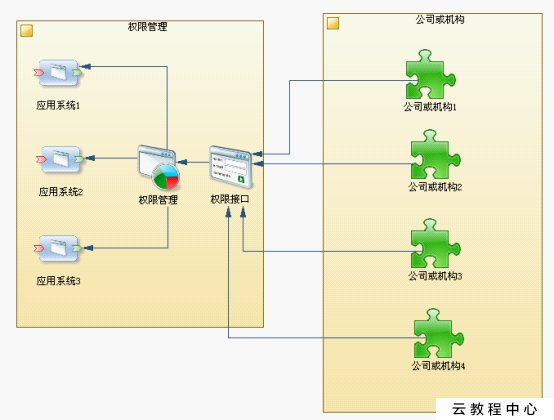 权限管理
公司或机构
应用系统1
公司或机构1
应用系统2
权限管理
权限接口
公司或机构2
应用系统3
公司或机构3
公司或机构4
云教程中心